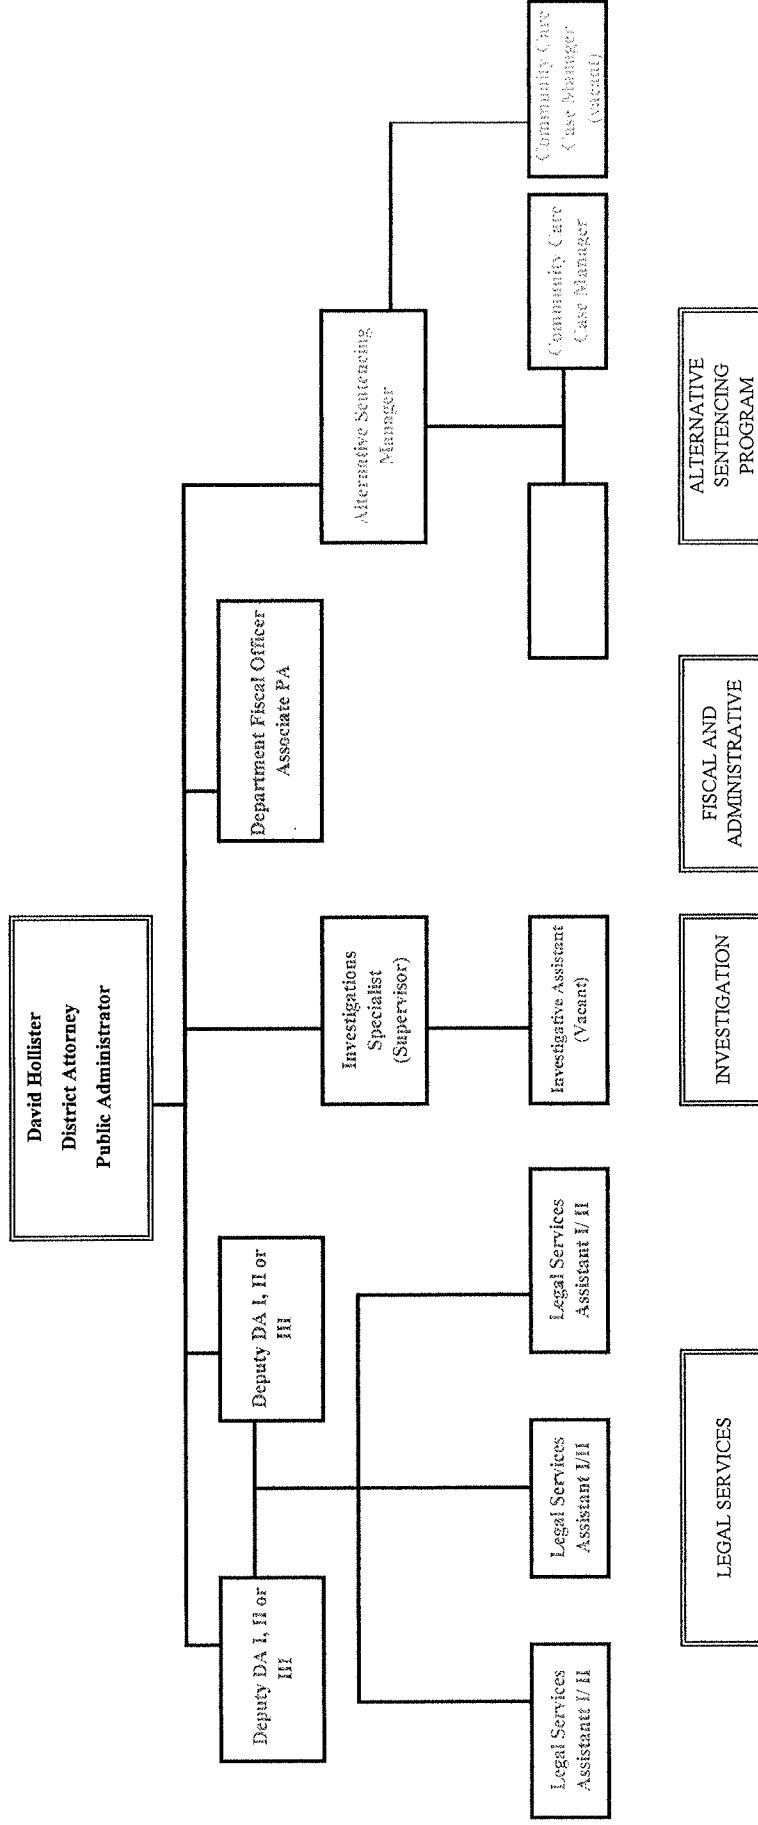 David Hollister
District Attorney
Public Administrator
Deputy DA I, II or
III
Deputy DA I, II or
III
Department Fiscal Officer
Associate PA
Investigations
Specialist
(Supervisor)
Alternative Sentencing
Manager
Legal Services
Assistantt I/ II
Legal Services
Assistant I/II
Legal Services
Assistant I/ II
Investigative Assistant
(Vacant)
Community Care
Case Manager
Community Care
Case Manager
(vacant)
LEGAL SERVICES
INVESTIGATION
FISCAL AND
ADMINISTRATIVE
ALTERNATIVE
SENTENCING
PROGRAM